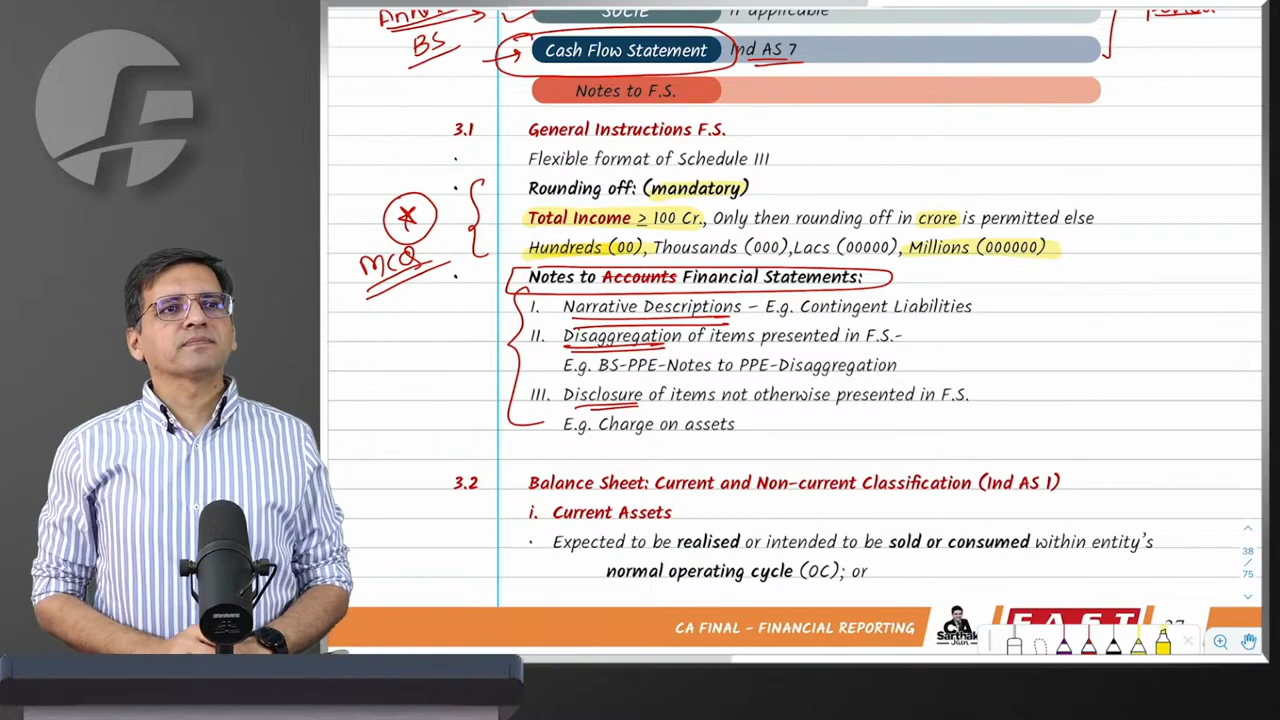 SOCIE if applicable
BS
Cash Flow Statement Ind AS 7
Notes to F.S.
3.1 General Instructions F.S.
Flexible format of Schedule III
Rounding off: (mandatory)
Total Income ≥ 100 Cr., Only then rounding off in crore is permitted else
Hundreds (00), Thousands (000),Lacs (00000), Millions (000000)
MCQ
Notes to Accounts Financial Statements:
I. Narrative Descriptions – E.g. Contingent Liabilities
II. Disaggregation of items presented in F.S.-
E.g. BS-PPE-Notes to PPE-Disaggregation
III. Disclosure of items not otherwise presented in F.S.
E.g. Charge on assets
3.2 Balance Sheet: Current and Non-current Classification (Ind AS 1)
i. Current Assets
· Expected to be realised or intended to be sold or consumed within entity's
normal operating cycle (OC); or
38
/
75
CA FINAL – FINANCIAL REPORTING
Sarthak Jain
FAST
37